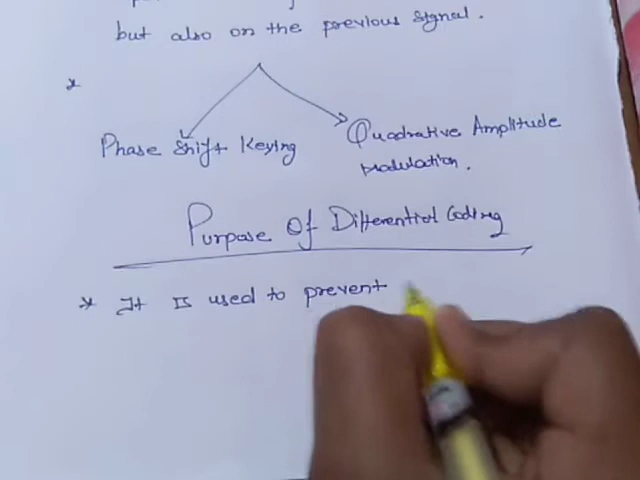 but also on the previous signal.
*
Phase Shift Keying
Quadrative Amplitude
Modulation.
Purpose Of Differential Coding
* It Is used to prevent